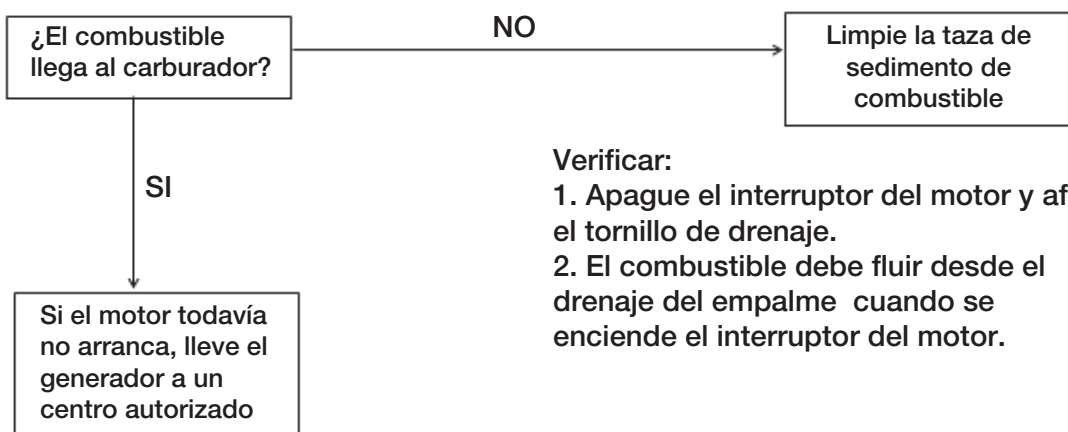 ¿El combustible
llega al carburador?
NO
Limpie la taza de
sedimento de
combustible
SI
Verificar:
1. Apague el interruptor del motor y
el tornillo de drenaje.
2. El combustible debe fluir desde el
drenaje del empalme cuando se
enciende el interruptor del motor.
Si el motor todavía
no arranca, lleve el
generador a un
centro autorizado